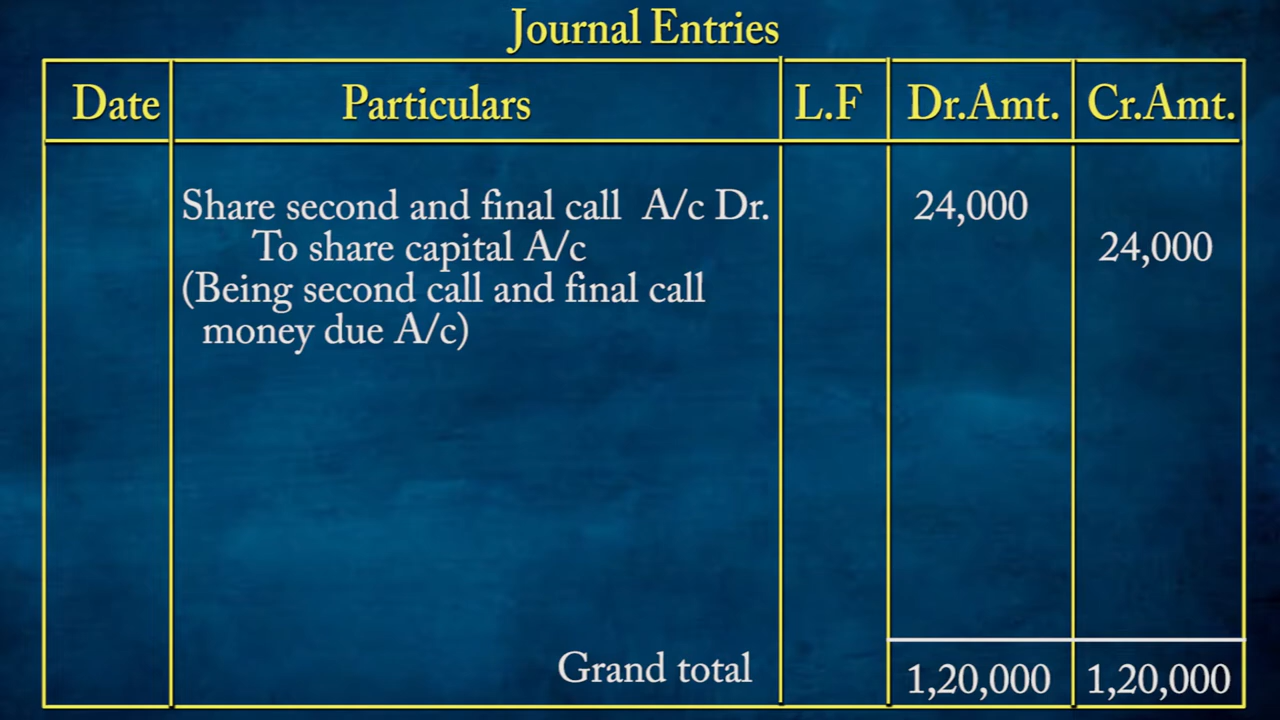 Journal Entries
Date Particulars L.F Dr.Amt. Cr.Amt.
Share second and final call A/c Dr. 24,000
To share capital A/c 24,000
(Being second call and final call
money due A/c)
Grand total 1,20,000 1,20,000